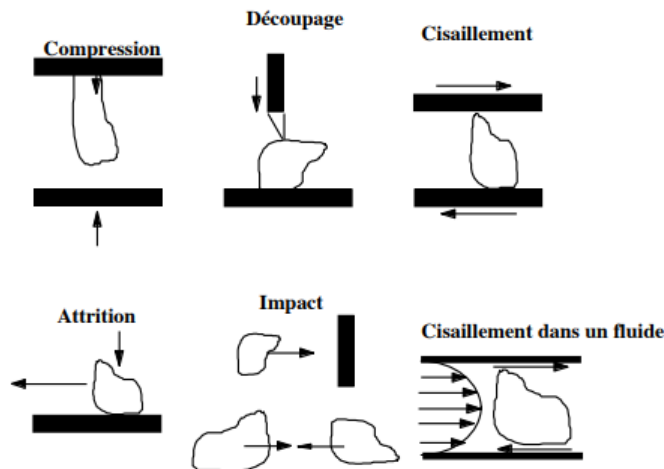 Compression
Découpage
Cisaillement
Attrition
Impact
Cisaillement dans un fluide